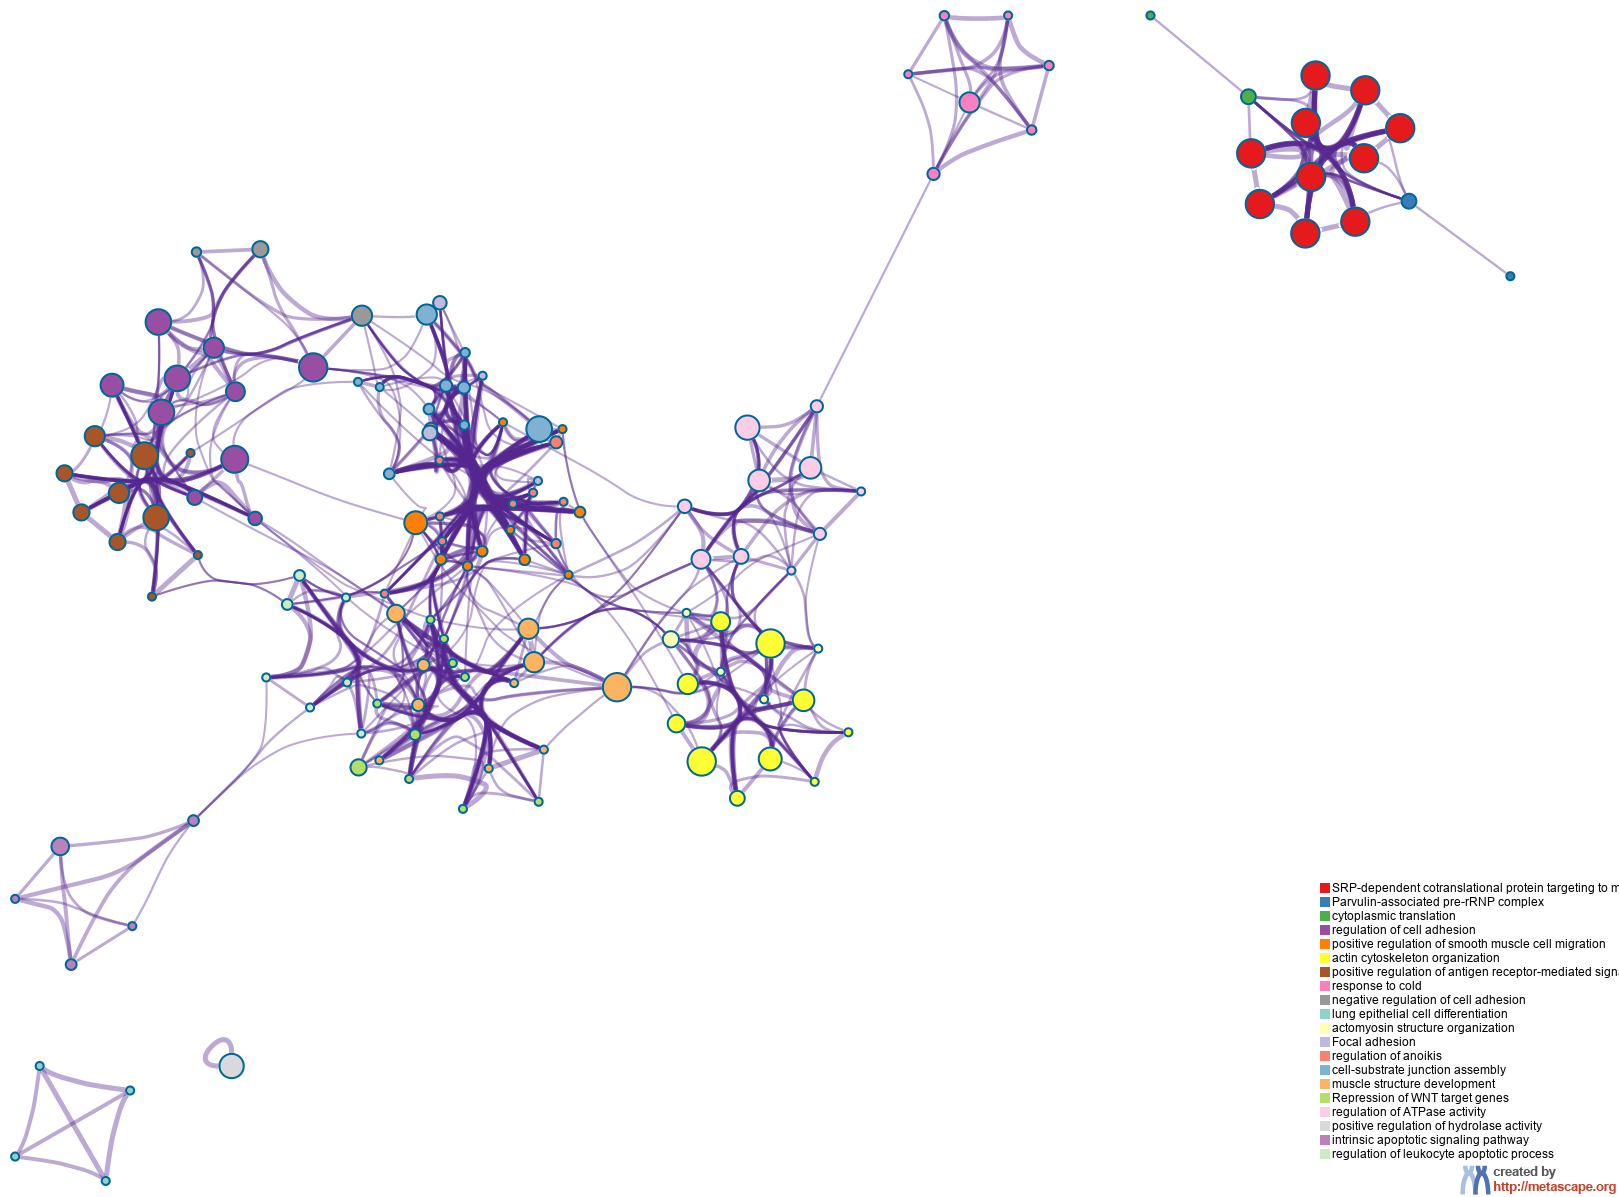 SRP-dependent cotranslational protein targeting to m
Parvulin-associated pre-rRNP complex
cytoplasmic translation
regulation of cell adhesion
positive regulation of smooth muscle cell migration
actin cytoskeleton organization
positive regulation of antigen receptor-mediated sign
response to cold
negative regulation of cell adhesion
lung epithelial cell differentiation
actomyosin structure organization
Focal adhesion
regulation of anoikis
cell-substrate junction assembly
muscle structure development
Repression of WNT target genes
regulation of ATPase activity
positive regulation of hydrolase activity
intrinsic apoptotic signaling pathway
regulation of leukocyte apoptotic process
created by
http://metascape.org